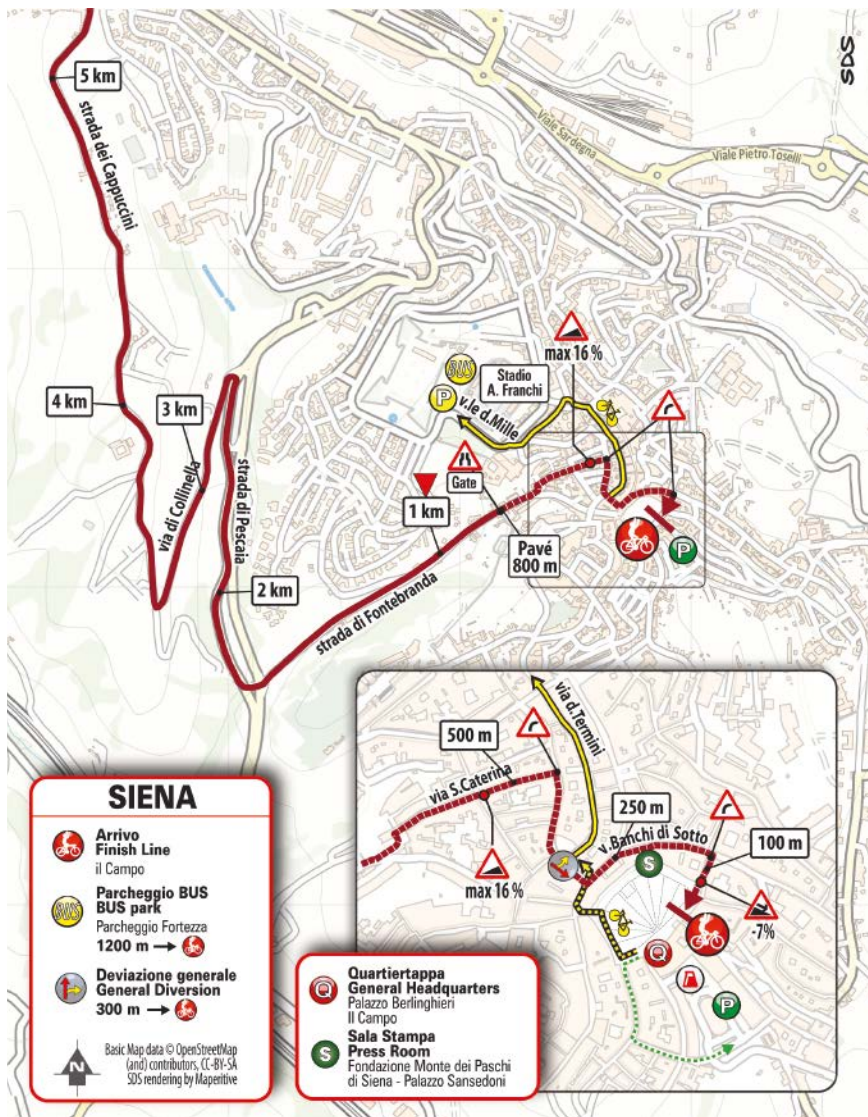 SDS
5 km
strada dei Cappuccini
Viale Sardegna
Viale Pietro Toselli
max 16 %
BUS
Stadio
A. Franchi
P
v.le d.Mille
4 km
3 km
via di Collinella
strada di Pescaia
Gate
1 km
Pavé
800 m
P
2 km
strada di Fontebranda
via d.Termini
500 m
via S.Caterina
250 m
v.Banchi di Sotto
100 m
S
max 16 %
-7%
Q
P
SIENA
Arrivo
Finish Line
il Campo
BUS
Parcheggio BUS
BUS park
Parcheggio Fortezza
1200 m
Deviazione generale
General Diversion
300 m
N
Basic Map data © OpenStreetMap
(and) contributors, CC-BY-SA
SDS rendering by Maperitive
Q
Quartiertappa
General Headquarters
Palazzo Berlinghieri
Il Campo
S
Sala Stampa
Press Room
Fondazione Monte dei Paschi
di Siena - Palazzo Sansedoni